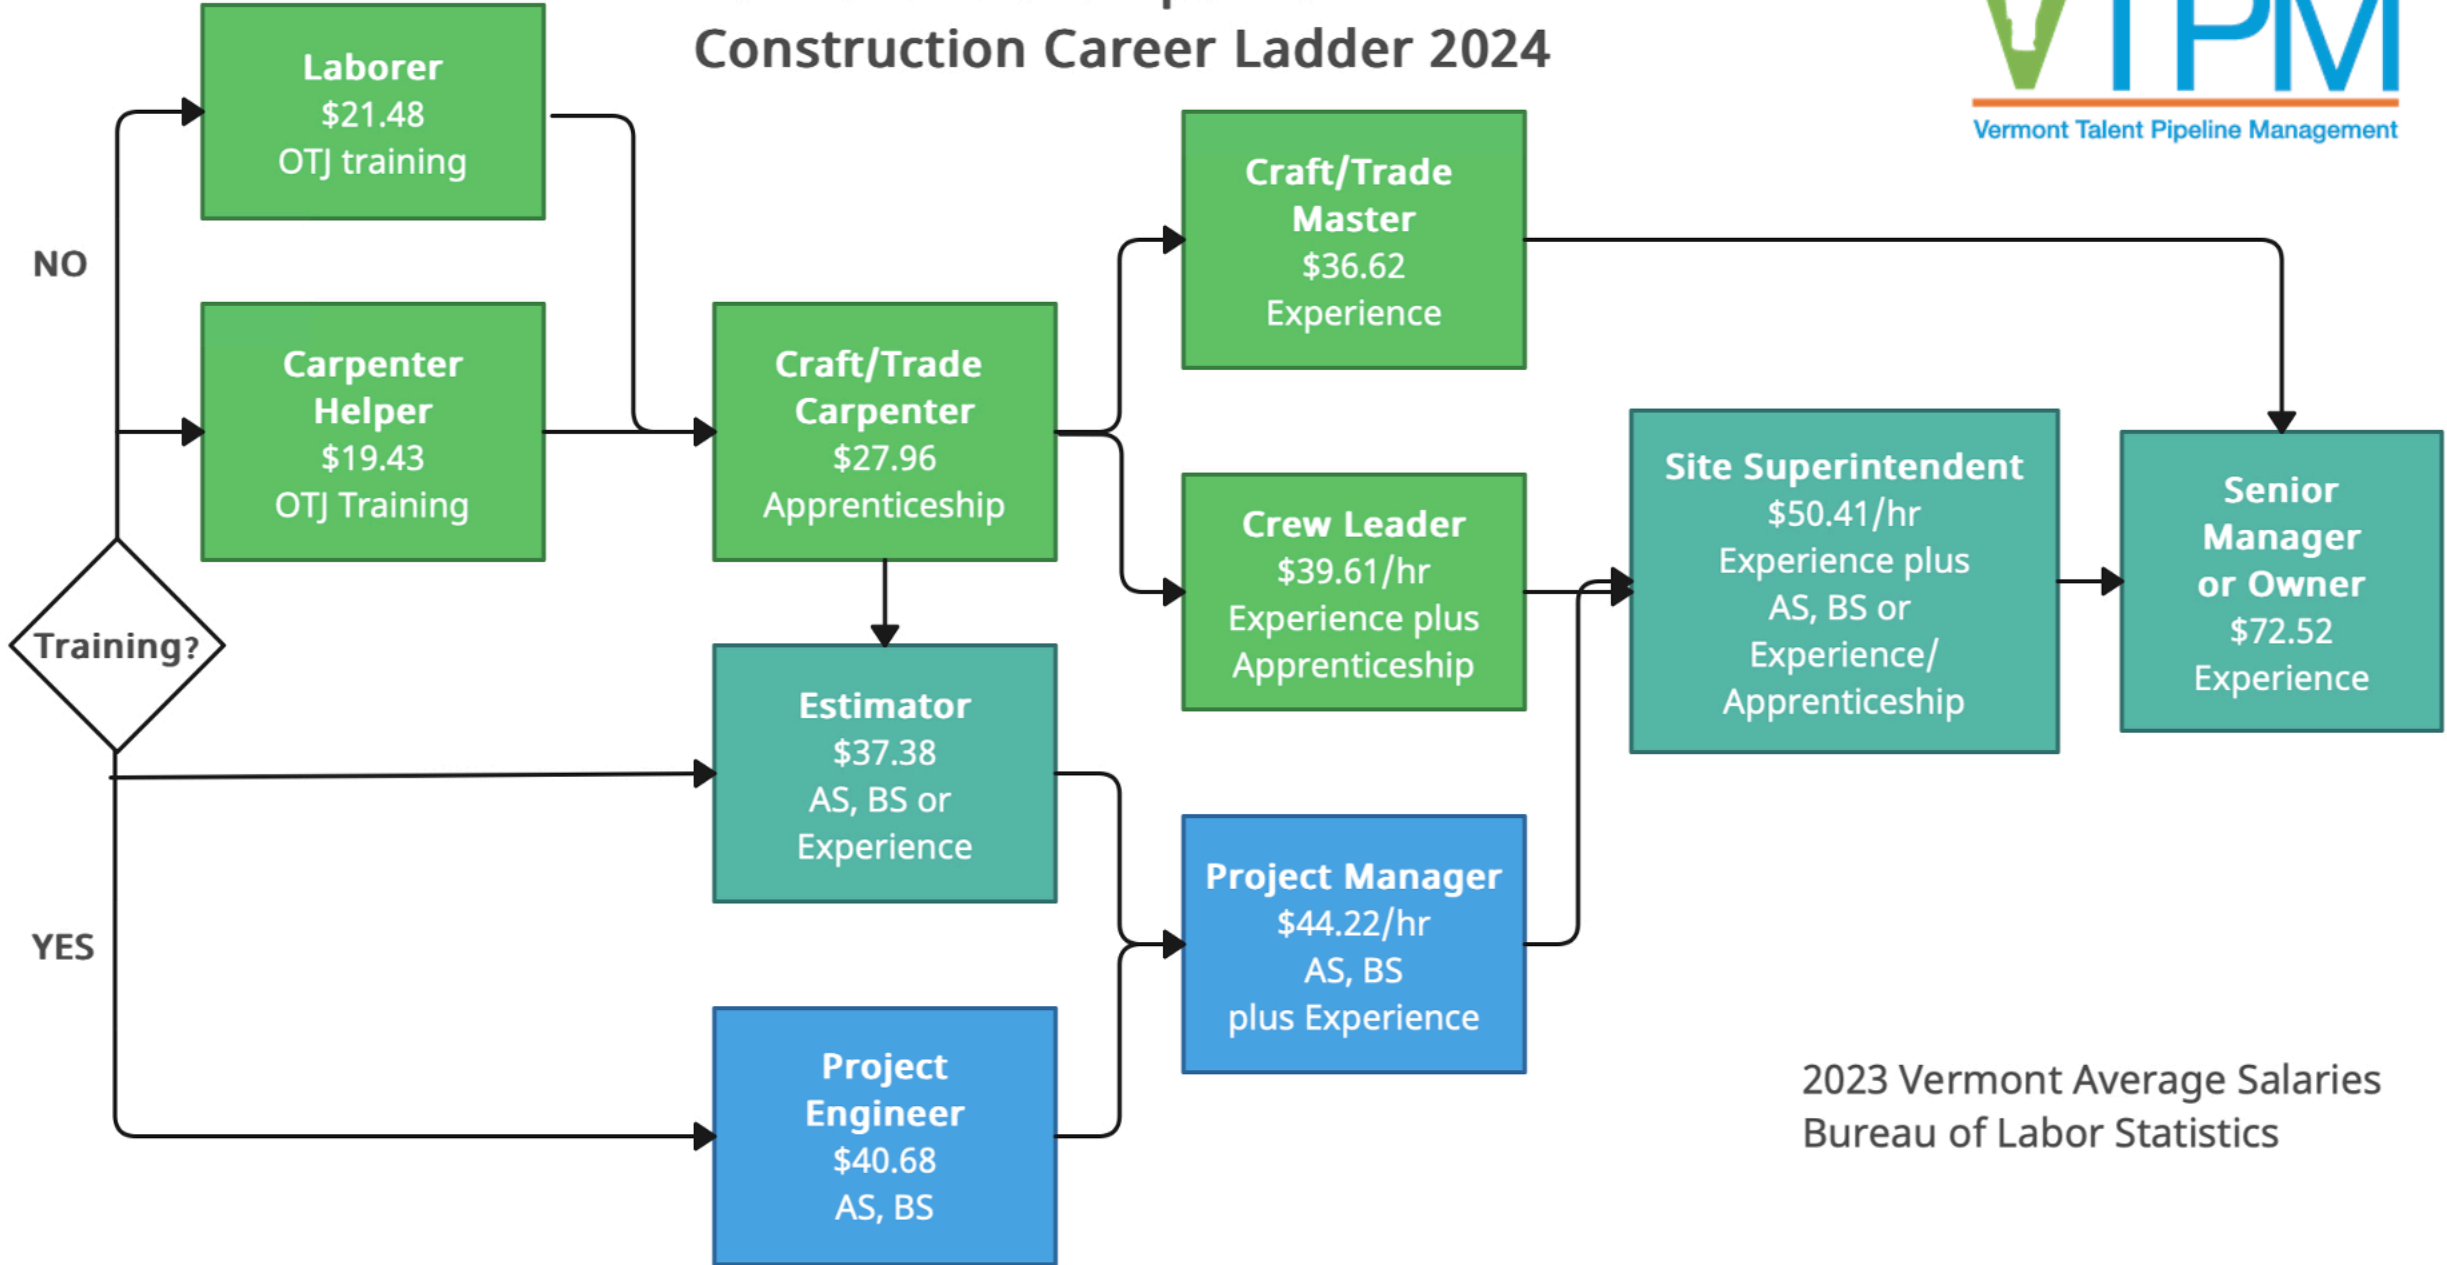 Construction Career Ladder 2024
VTPM
Vermont Talent Pipeline Management
Laborer
$21.48
OTJ training
NO
Carpenter
Helper
$19.43
OTJ Training
Training?
YES
Craft/Trade
Carpenter
$27.96
Apprenticeship
Estimator
$37.38
AS, BS or
Experience
Project
Engineer
$40.68
AS, BS
Craft/Trade
Master
$36.62
Experience
Crew Leader
$39.61/hr
Experience plus
Apprenticeship
Project Manager
$44.22/hr
AS, BS
plus Experience
Site Superintendent
$50.41/hr
Experience plus
AS, BS or
Experience/
Apprenticeship
Senior
Manager
or Owner
$72.52
Experience
2023 Vermont Average Salaries
Bureau of Labor Statistics